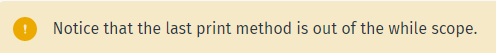 Notice that the last print method is out of the while scope.